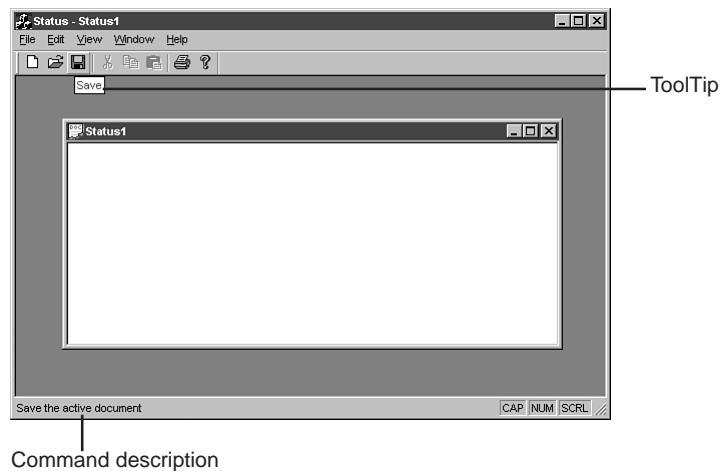 Status - Status1
File Edit View Window Help
Save
ToolTip
Status1
Save the active document
CAP NUM SCRL
Command description